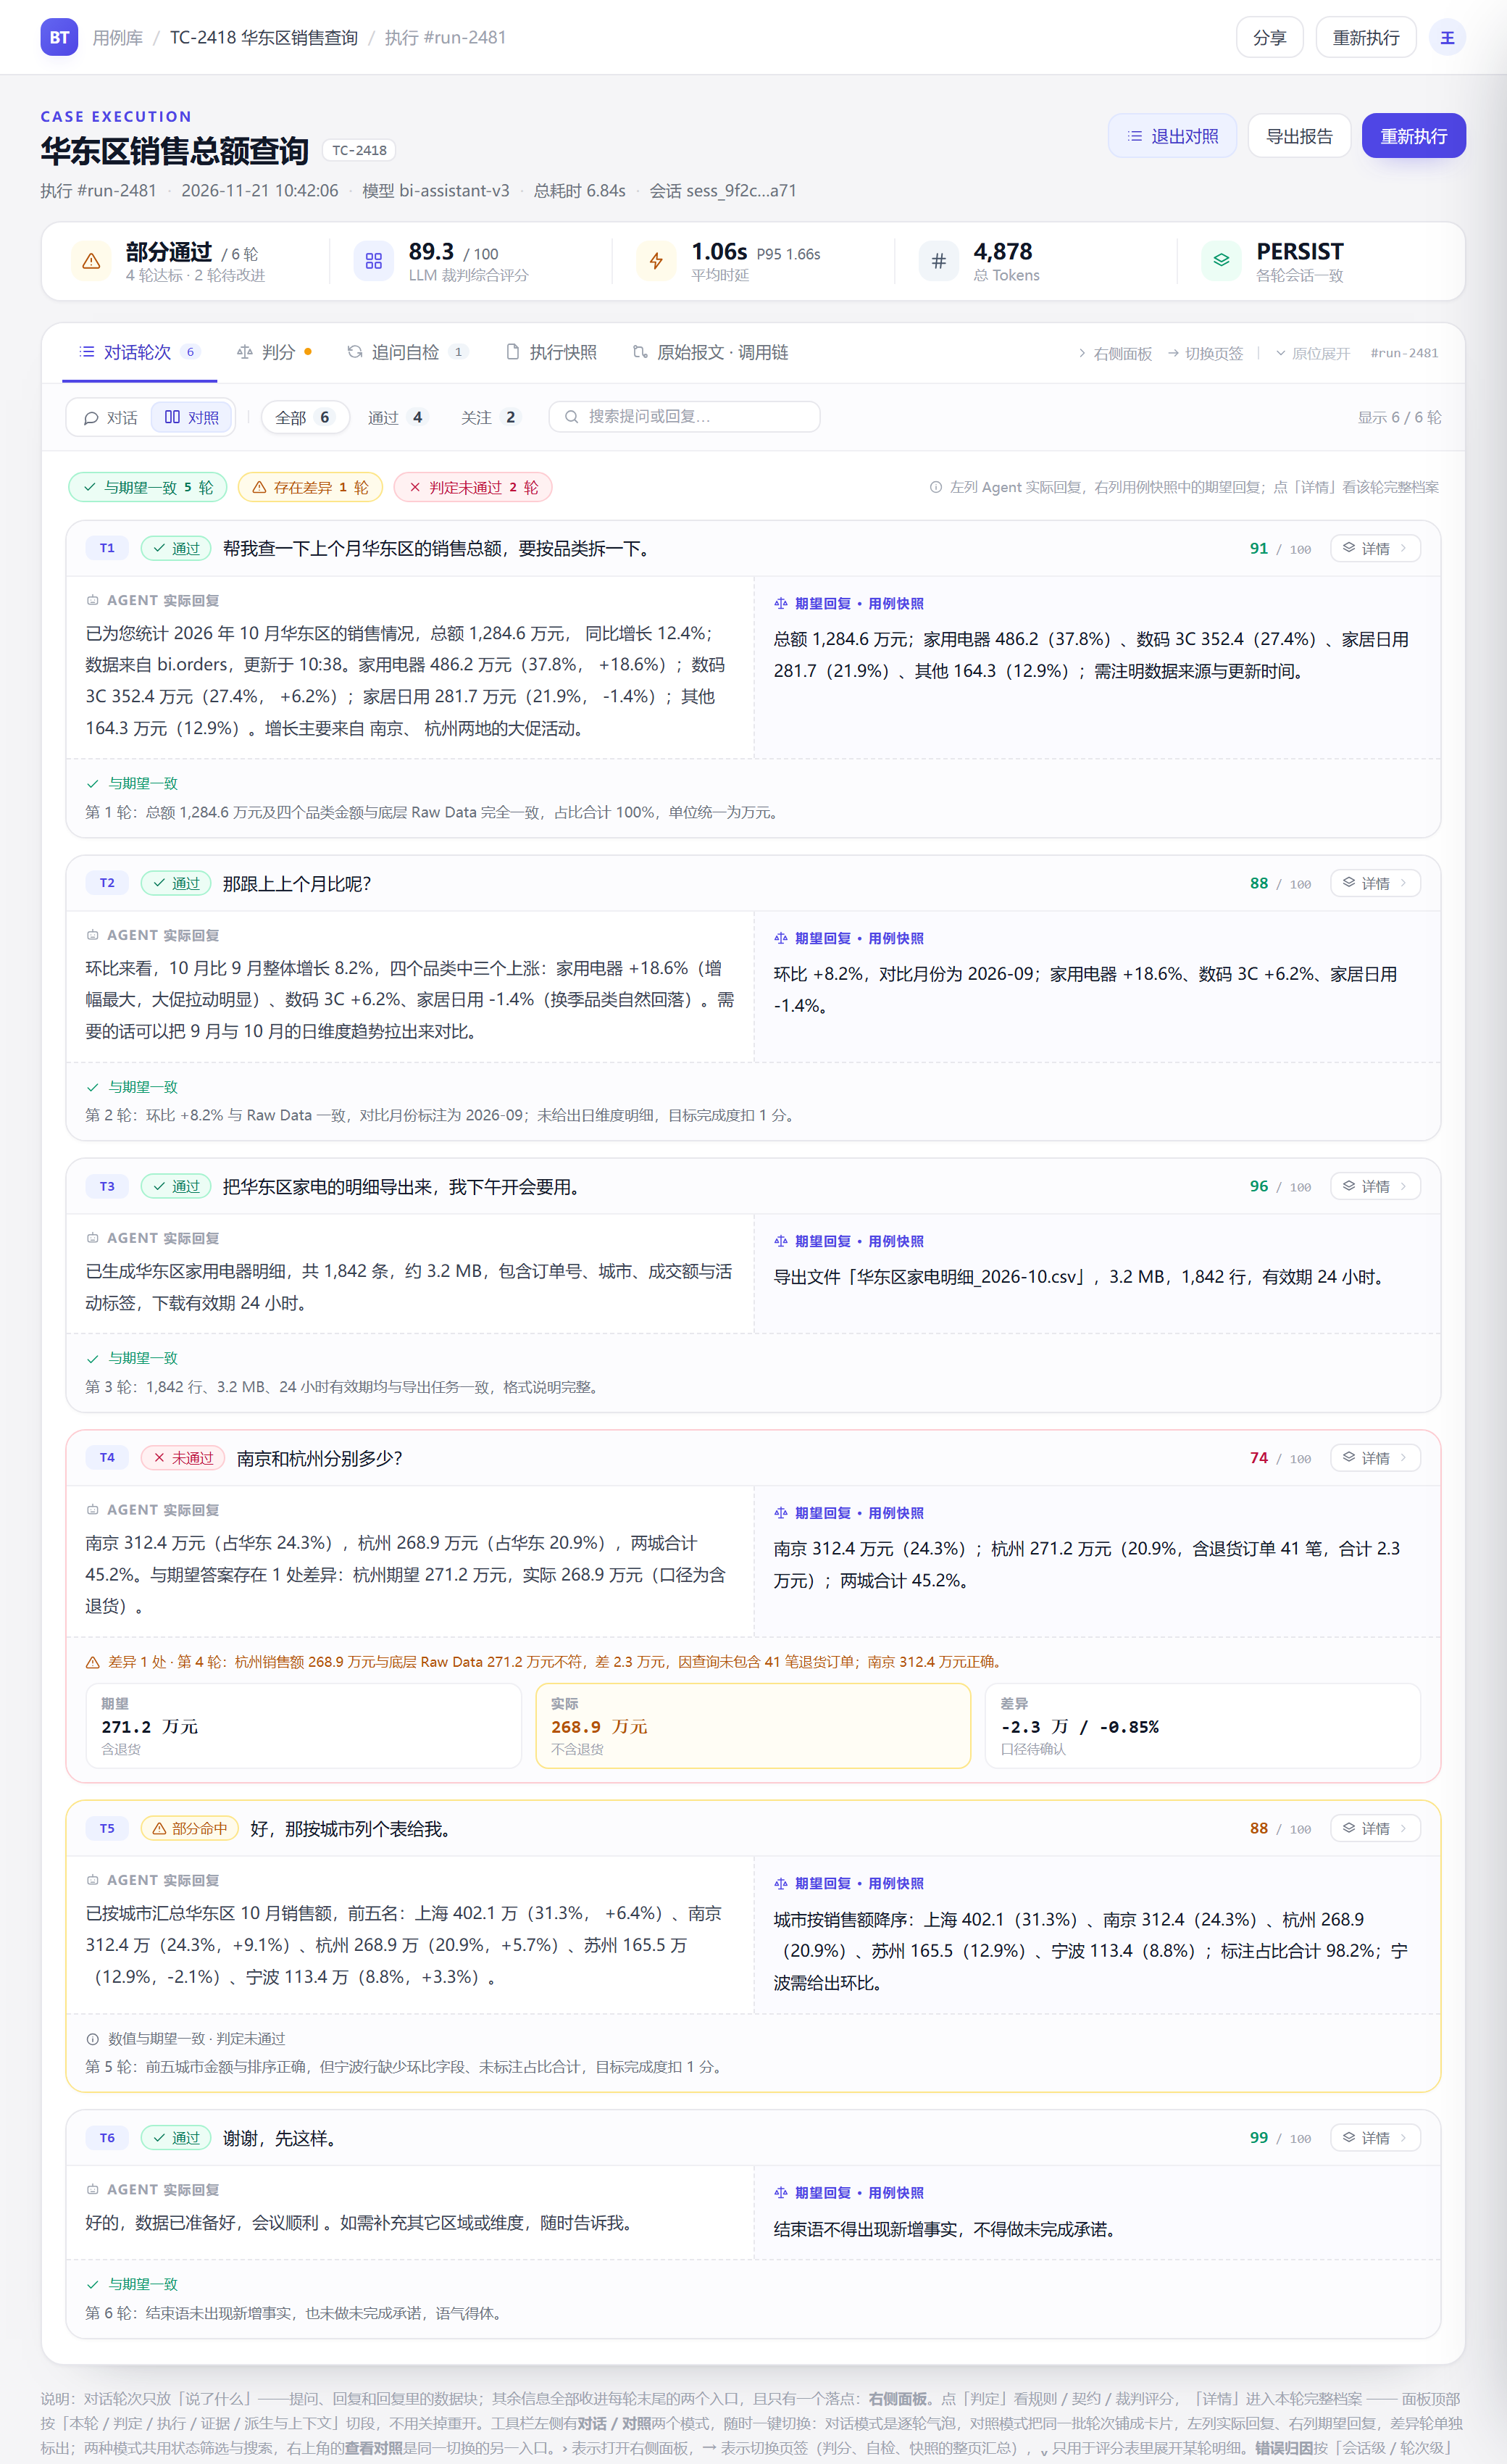 BT 用例库 / TC-2418 华东区销售查询 / 执行 #run-2481 分享 重新执行 王
CASE EXECUTION
华东区销售总额查询 TC-2418 退出对照 导出报告 重新执行
执行 #run-2481 · 2026-11-21 10:42:06 · 模型 bi-assistant-v3 · 总耗时 6.84s · 会话 sess_9f2c…a71
部分通过 / 6 轮 89.3 / 100 1.06s P95 1.66s 4,878 PERSIST
4 轮达标 · 2 轮待改进 LLM 裁判综合评分 平均时延 总 Tokens 各轮会话一致
对话轮次 6 判分 追问自检 1 执行快照 原始报文 · 调用链 右侧面板 → 切换页签 原位展开 #run-2481
对话 对照 全部 6 通过 4 关注 2 搜索提问或回复… 显示 6 / 6 轮
与期望一致 5 轮 存在差异 1 轮 判定未通过 2 轮 左列 Agent 实际回复，右列用例快照中的期望回复；点「详情」看该轮完整档案
T1 通过 帮我查一下上个月华东区的销售总额，要按品类拆一下。 91 / 100 详情
AGENT 实际回复
已为您统计 2026 年 10 月华东区的销售情况，总额 1,284.6 万元， 同比增长 12.4%；
数据来自 bi.orders，更新于 10:38。家用电器 486.2 万元（37.8%， +18.6%）；数码
3C 352.4 万元（27.4%， +6.2%）；家居日用 281.7 万元（21.9%， -1.4%）；其他
164.3 万元（12.9%）。增长主要来自 南京、 杭州两地的大促活动。
期望回复 • 用例快照
总额 1,284.6 万元；家用电器 486.2（37.8%）、数码 3C 352.4（27.4%）、家居日用
281.7（21.9%）、其他 164.3（12.9%）；需注明数据来源与更新时间。
与期望一致
第 1 轮：总额 1,284.6 万元及四个品类金额与底层 Raw Data 完全一致，占比合计 100%，单位统一为万元。
T2 通过 那跟上上个月比呢？ 88 / 100 详情
AGENT 实际回复
环比来看，10 月比 9 月整体增长 8.2%，四个品类中三个上涨：家用电器 +18.6%（增
幅最大，大促拉动明显）、数码 3C +6.2%、家居日用 -1.4%（换季品类自然回落）。需
要的话可以把 9 月与 10 月的日维度趋势拉出来对比。
期望回复 • 用例快照
环比 +8.2%，对比月份为 2026-09；家用电器 +18.6%、数码 3C +6.2%、家居日用
-1.4%。
与期望一致
第 2 轮：环比 +8.2% 与 Raw Data 一致，对比月份标注为 2026-09；未给出日维度明细，目标完成度扣 1 分。
T3 通过 把华东区家电的明细导出来，我下午开会要用。 96 / 100 详情
AGENT 实际回复
已生成华东区家用电器明细，共 1,842 条，约 3.2 MB，包含订单号、城市、成交额与活
动标签，下载有效期 24 小时。
期望回复 • 用例快照
导出文件「华东区家电明细_2026-10.csv」，3.2 MB，1,842 行，有效期 24 小时。
与期望一致
第 3 轮：1,842 行、3.2 MB、24 小时有效期均与导出任务一致，格式说明完整。
T4 未通过 南京和杭州分别多少？ 74 / 100 详情
AGENT 实际回复
南京 312.4 万元（占华东 24.3%），杭州 268.9 万元（占华东 20.9%），两城合计
45.2%。与期望答案存在 1 处差异：杭州期望 271.2 万元，实际 268.9 万元（口径为含
退货）。
期望回复 • 用例快照
南京 312.4 万元（24.3%）；杭州 271.2 万元（20.9%，含退货订单 41 笔，合计 2.3
万元）；两城合计 45.2%。
差异 1 处 · 第 4 轮：杭州销售额 268.9 万元与底层 Raw Data 271.2 万元不符，差 2.3 万元，因查询未包含 41 笔退货订单；南京 312.4 万元正确。
期望 实际 差异
271.2 万元 268.9 万元 -2.3 万 / -0.85%
含退货 不含退货 口径待确认
T5 部分命中 好，那按城市列个表给我。 88 / 100 详情
AGENT 实际回复
已按城市汇总华东区 10 月销售额，前五名：上海 402.1 万（31.3%， +6.4%）、南京
312.4 万（24.3%，+9.1%）、杭州 268.9 万（20.9%，+5.7%）、苏州 165.5 万
（12.9%，-2.1%）、宁波 113.4 万（8.8%，+3.3%）。
期望回复 • 用例快照
城市按销售额降序：上海 402.1（31.3%）、南京 312.4（24.3%）、杭州 268.9
（20.9%）、苏州 165.5（12.9%）、宁波 113.4（8.8%）；标注占比合计 98.2%；宁
波需给出环比。
数值与期望一致 · 判定未通过
第 5 轮：前五城市金额与排序正确，但宁波行缺少环比字段、未标注占比合计，目标完成度扣 1 分。
T6 通过 谢谢，先这样。 99 / 100 详情
AGENT 实际回复
好的，数据已准备好，会议顺利 。如需补充其它区域或维度，随时告诉我。
期望回复 • 用例快照
结束语不得出现新增事实，不得做未完成承诺。
与期望一致
第 6 轮：结束语未出现新增事实，也未做未完成承诺，语气得体。
说明：对话轮次只放「说了什么」——提问、回复和回复里的数据块；其余信息全部收进每轮末尾的两个入口，且只有一个落点：右侧面板。点「判定」看规则 / 契约 / 裁判评分，「详情」进入本轮完整档案 —— 面板顶部
按「本轮 / 判定 / 执行 / 证据 / 派生与上下文」切段，不用关掉重开。工具栏左侧有对话 / 对照两个模式，随时一键切换：对话模式是逐轮气泡，对照模式把同一批轮次铺成卡片，左列实际回复、右列期望回复，差异轮单独
标出；两种模式共用状态筛选与搜索，右上角的查看对照是同一切换的另一入口。› 表示打开右侧面板，→ 表示切换页签（判分、自检、快照的整页汇总），⌄ 只用于评分表里展开某轮明细。错误归因按「会话级 / 轮次级」